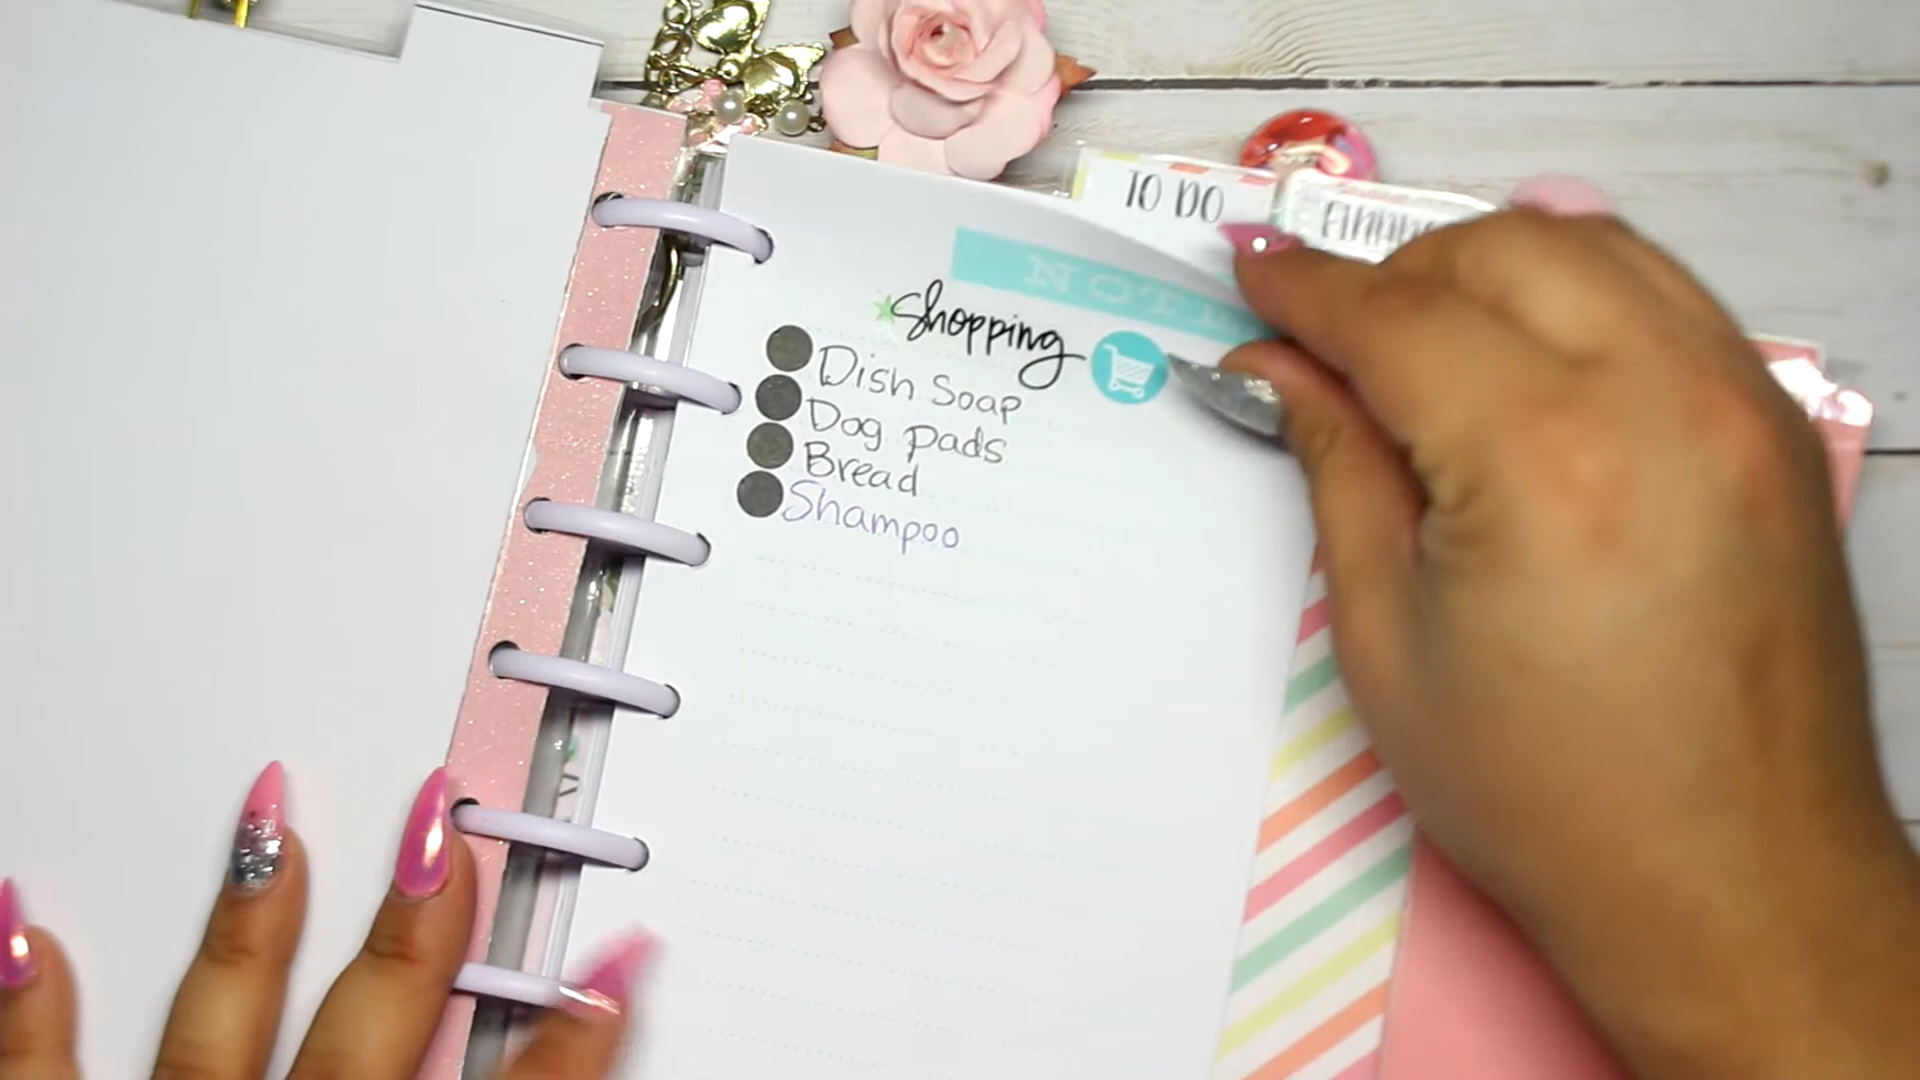 TO DO
Shopping
Dish Soap
Dog Pads
Bread
Shampoo